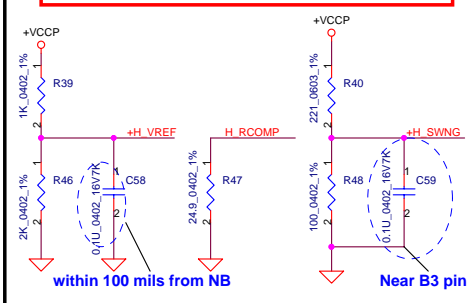 +VCCP
1
R39
1K_0402_1%
2
+H_VREF
1
R46
2K_0402_1%
2
1
C58
0.1U_0402_16V7K
2
within 100 mils from NB
H_RCOMP
1
R47
24.9_0402_1%
2
+VCCP
1
R40
221_0603_1%
2
+H_SWNG
1
R48
100_0402_1%
2
1
C59
0.1U_0402_16V7K
2
Near B3 pin